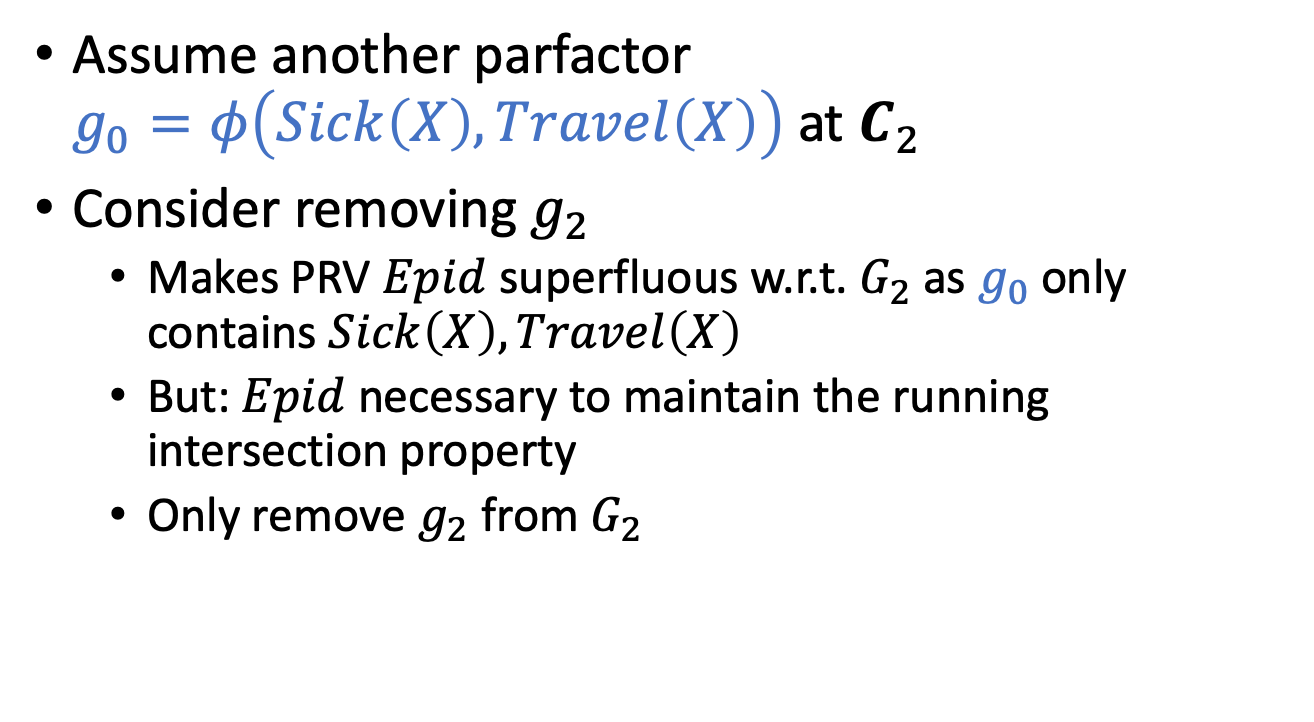 • Assume another parfactor
g₀ = ϕ(Sick(X), Travel(X)) at C₂
• Consider removing g₂
• Makes PRV Epid superfluous w.r.t. G₂ as g₀ only
contains Sick(X), Travel(X)
• But: Epid necessary to maintain the running
intersection property
• Only remove g₂ from G₂